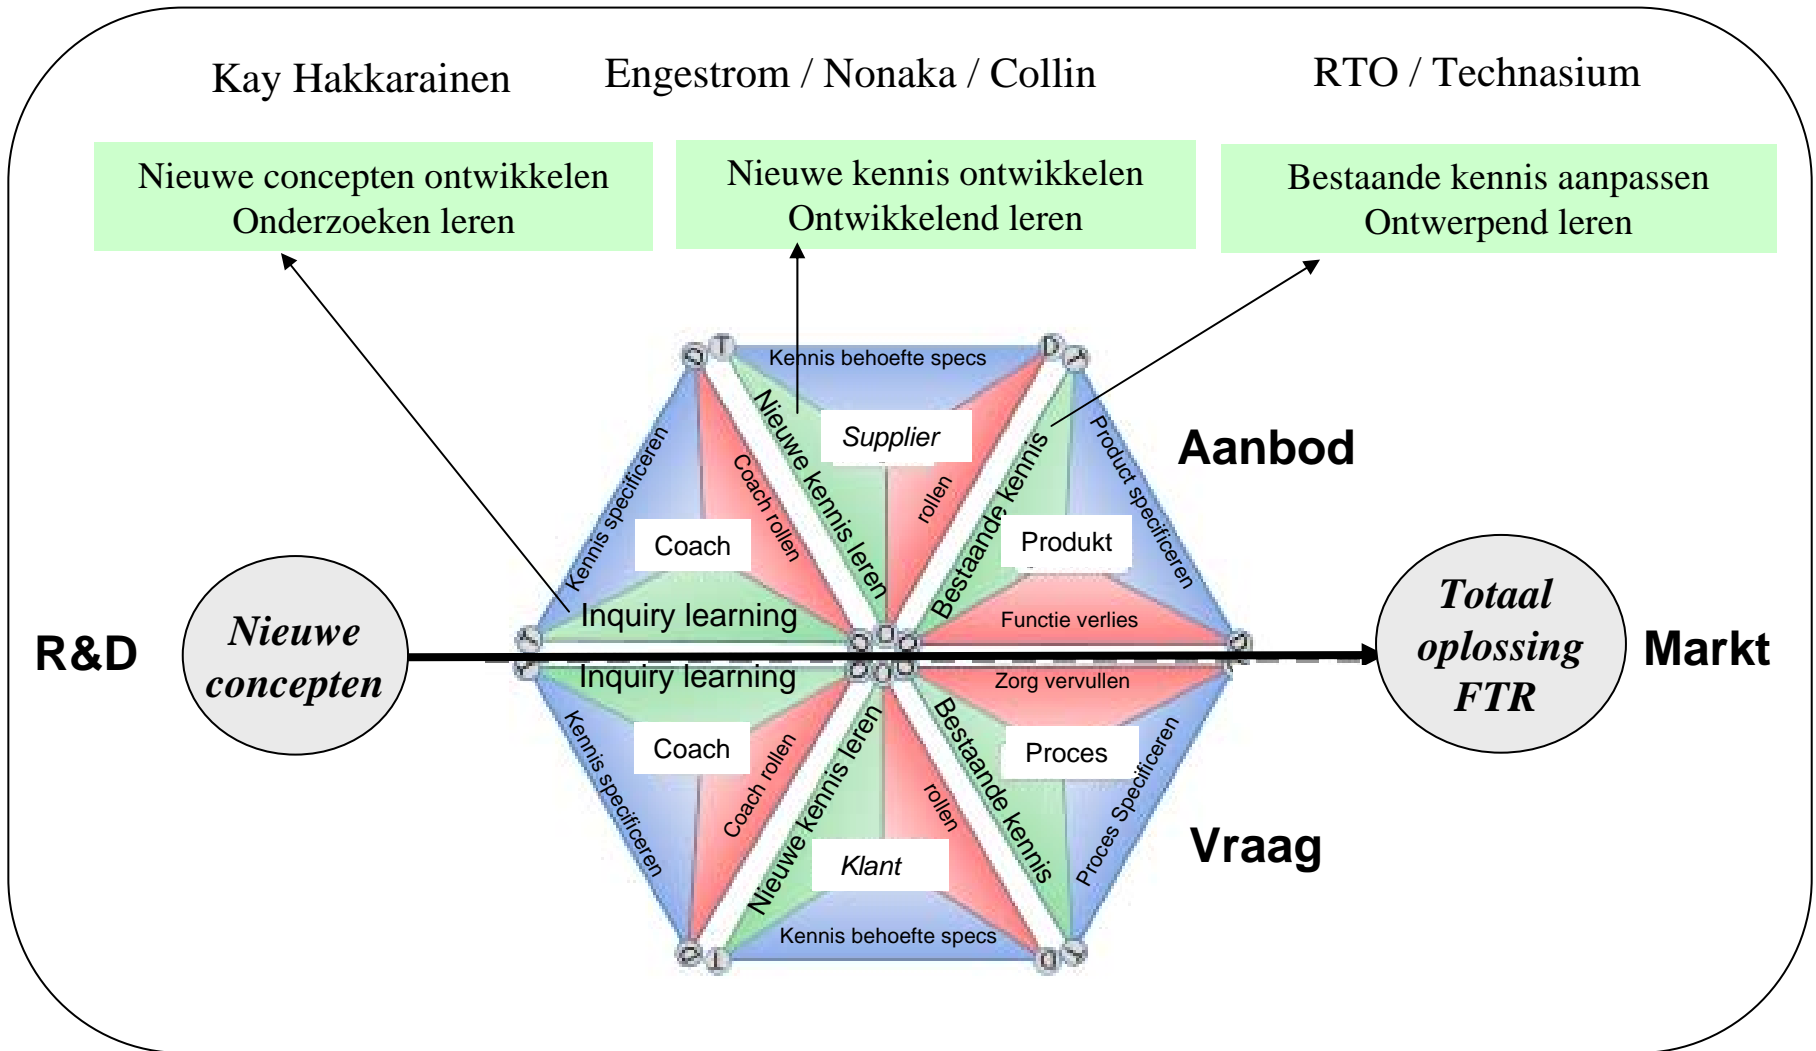 Kay Hakkarainen
Engestrom / Nonaka / Collin
RTO / Technasium
Nieuwe concepten ontwikkelen
Onderzoeken leren
Nieuwe kennis ontwikkelen
Ontwikkelend leren
Bestaande kennis aanpassen
Ontwerpend leren
T
D
Kennis behoefte specs
Supplier
Nieuwe kennis leren
rollen
Kennis specificeren
Coach rollen
Coach
Inquiry learning
Bestaande kennis
Product specificeren
Produkt
Functie verlies
Aanbod
R&D
Nieuwe
concepten
Totaal
oplossing
FTR
Markt
Inquiry learning
Coach
Kennis specificeren
Coach rollen
Nieuwe kennis leren
Klant
rollen
Kennis behoefte specs
Zorg vervullen
Proces
Bestaande kennis
Proces Specificeren
Vraag